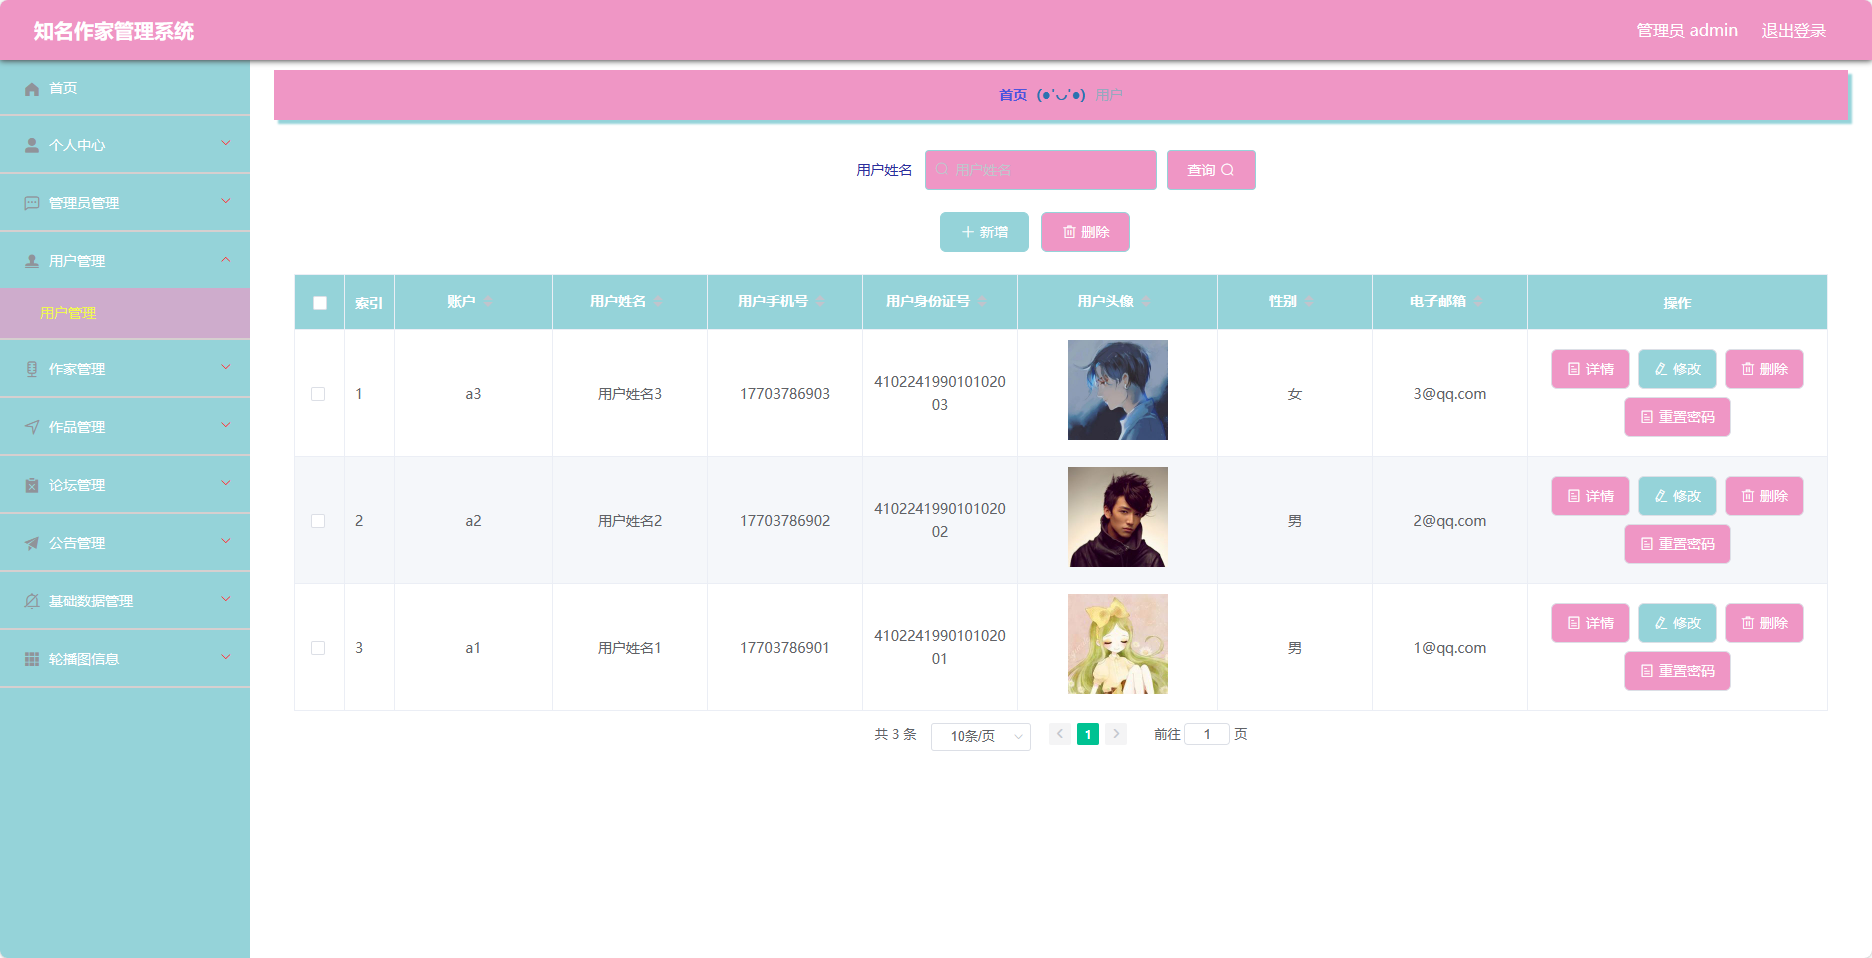 知名作家管理系统
管理员 admin 退出登录
首页
个人中心
管理员管理
用户管理
用户管理
作家管理
作品管理
论坛管理
公告管理
基础数据管理
轮播图信息
首页 (●'◡'●) 用户
用户姓名 用户姓名 查询
新增 删除
索引 账户 用户姓名 用户手机号 用户身份证号 用户头像 性别 电子邮箱 操作
1 a3 用户姓名3 17703786903 4102241990101020
03 女 3@qq.com 详情 修改 删除
重置密码
2 a2 用户姓名2 17703786902 4102241990101020
02 男 2@qq.com 详情 修改 删除
重置密码
3 a1 用户姓名1 17703786901 4102241990101020
01 男 1@qq.com 详情 修改 删除
重置密码
共 3 条 10条/页 1 前往 1 页